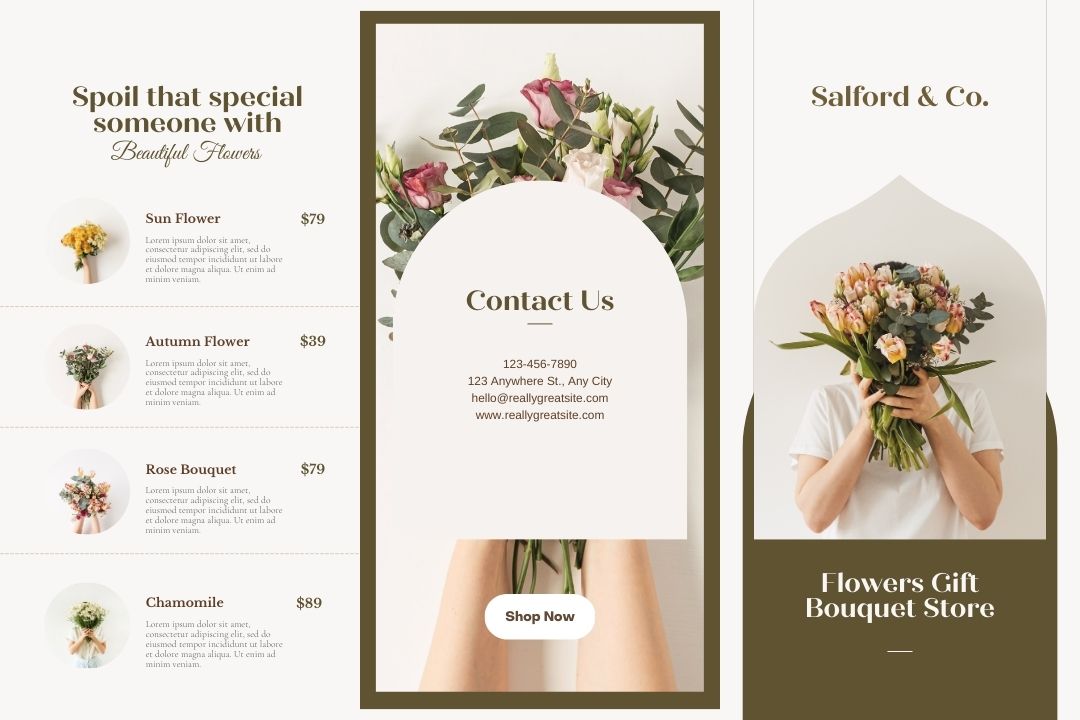 Spoil that special
someone with
Beautiful Flowers
Sun Flower
$79
Lorem ipsum dolor sit amet,
consectetur adipiscing elit, sed do
eiusmod tempor incididunt ut labore
et dolore magna aliqua. Ut enim ad
minim veniam.
Autumn Flower
$39
Lorem ipsum dolor sit amet,
consectetur adipiscing elit, sed do
eiusmod tempor incididunt ut labore
et dolore magna aliqua. Ut enim ad
minim veniam.
Rose Bouquet
$79
Lorem ipsum dolor sit amet,
consectetur adipiscing elit, sed do
eiusmod tempor incididunt ut labore
et dolore magna aliqua. Ut enim ad
minim veniam.
Chamomile
$89
Lorem ipsum dolor sit amet,
consectetur adipiscing elit, sed do
eiusmod tempor incididunt ut labore
et dolore magna aliqua. Ut enim ad
minim veniam.
Contact Us
123-456-7890
123 Anywhere St., Any City
hello@reallygreatsite.com
www.reallygreatsite.com
Shop Now
Salford & Co.
Flowers Gift
Bouquet Store